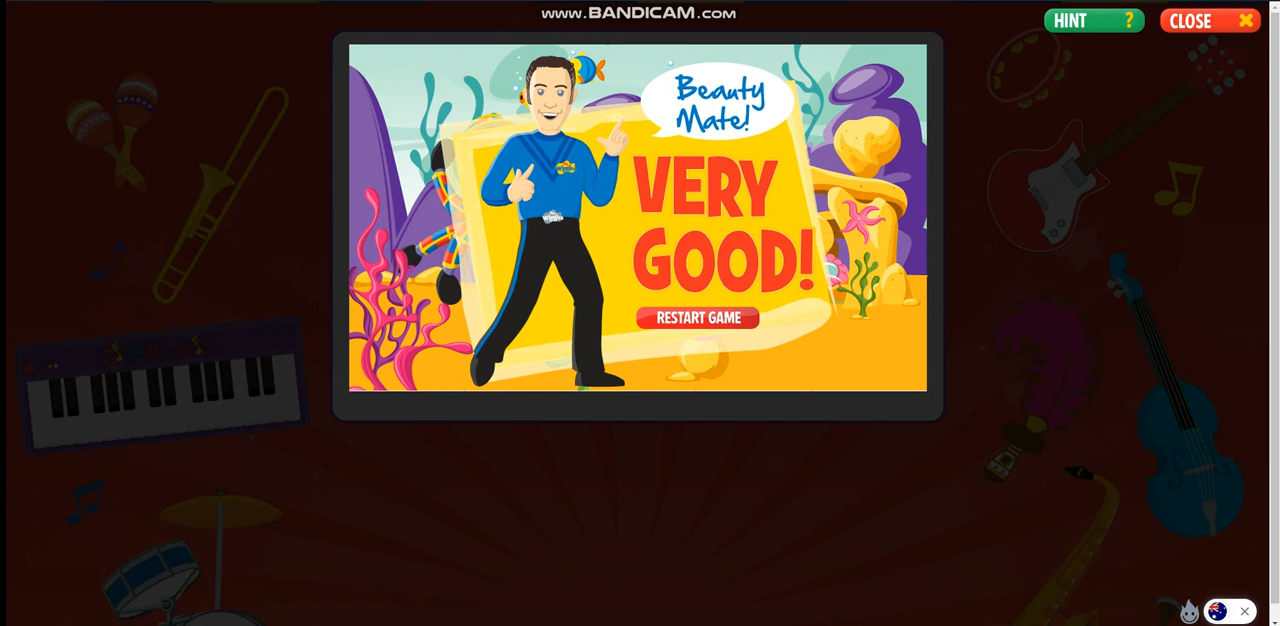 www.BANDICAM.com
HINT ?
CLOSE
Beauty
Mate!
VERY
GOOD!
RESTART GAME